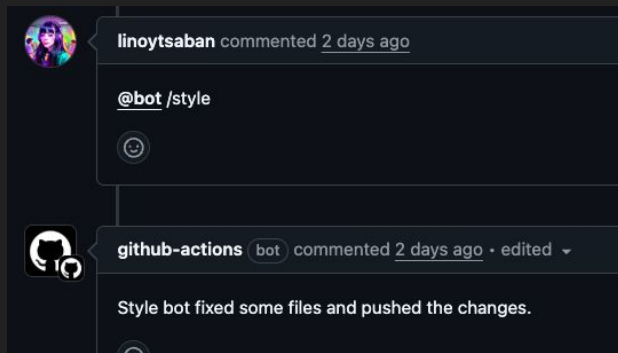 linoytsaban commented 2 days ago
@bot /style
github-actions bot commented 2 days ago • edited
Style bot fixed some files and pushed the changes.